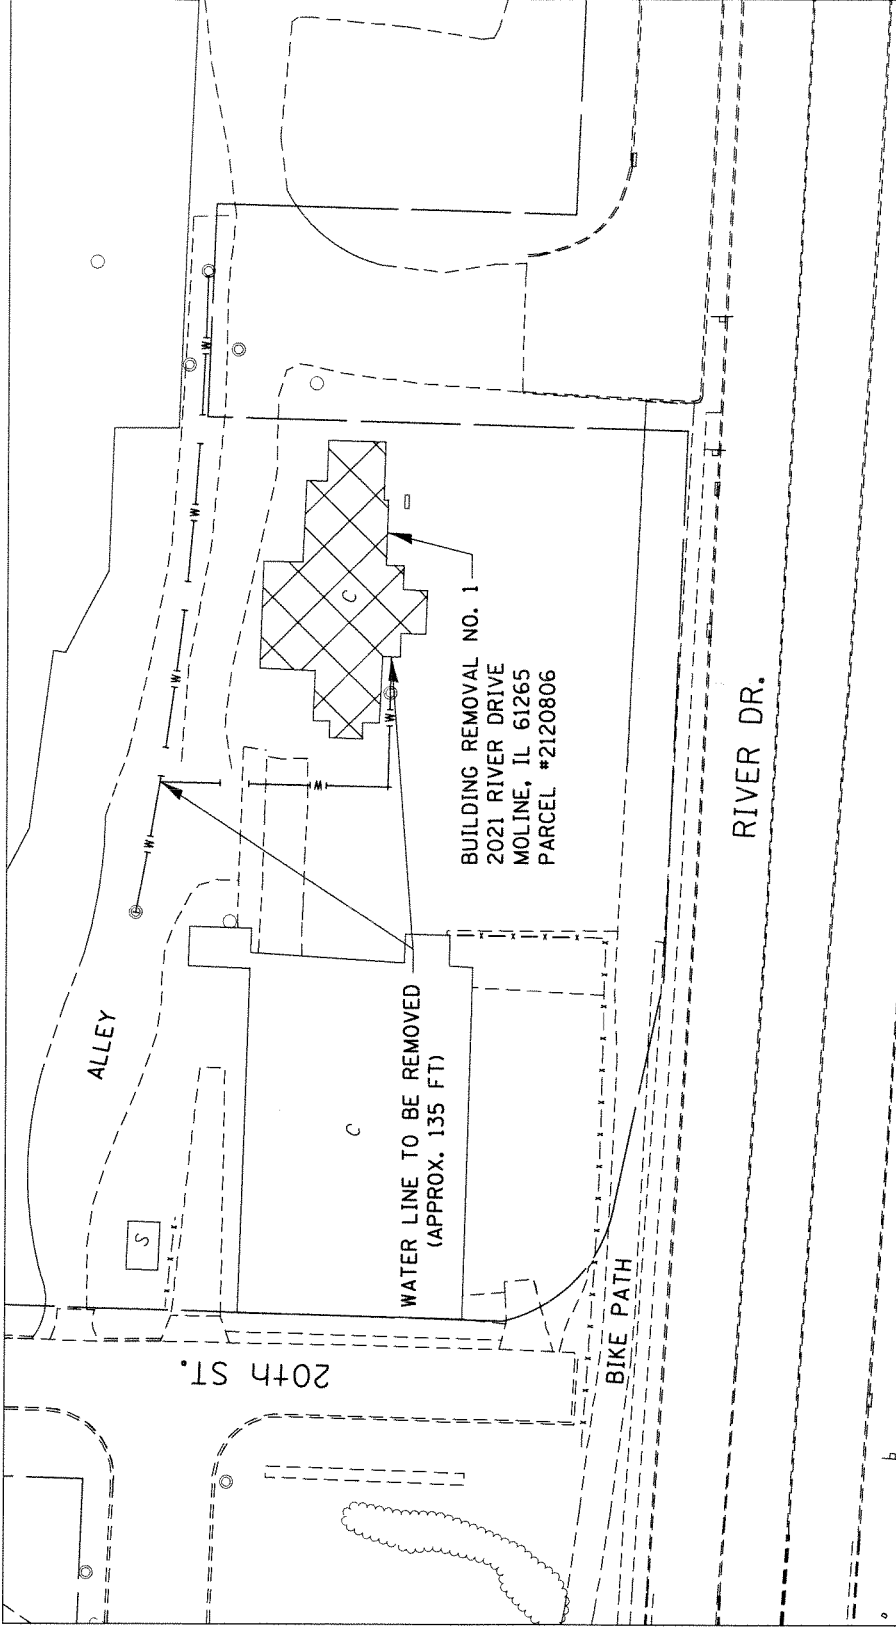 ALLEY
S
C
C
W
W
W
W
W
W
WATER LINE TO BE REMOVED
(APPROX. 135 FT)
BUILDING REMOVAL NO. 1
2021 RIVER DRIVE
MOLINE, IL 61265
PARCEL #2120806
20th ST.
BIKE PATH
RIVER DR.